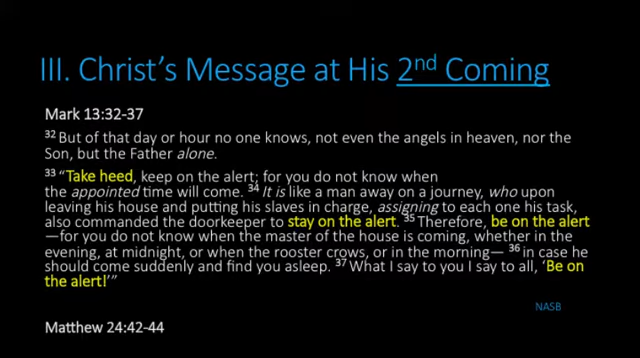 III. Christ's Message at His 2nd Coming
Mark 13:32-37
32 But of that day or hour no one knows, not even the angels in heaven, nor the
Son, but the Father alone.
33 “Take heed, keep on the alert; for you do not know when
the appointed time will come. 34 It is like a man away on a journey, who upon
leaving his house and putting his slaves in charge, assigning to each one his task,
also commanded the doorkeeper to stay on the alert. 35 Therefore, be on the alert
—for you do not know when the master of the house is coming, whether in the
evening, at midnight, or when the rooster crows, or in the morning— 36 in case he
should come suddenly and find you asleep. 37 What I say to you I say to all, ‘Be on
the alert!’”
NASB
Matthew 24:42-44